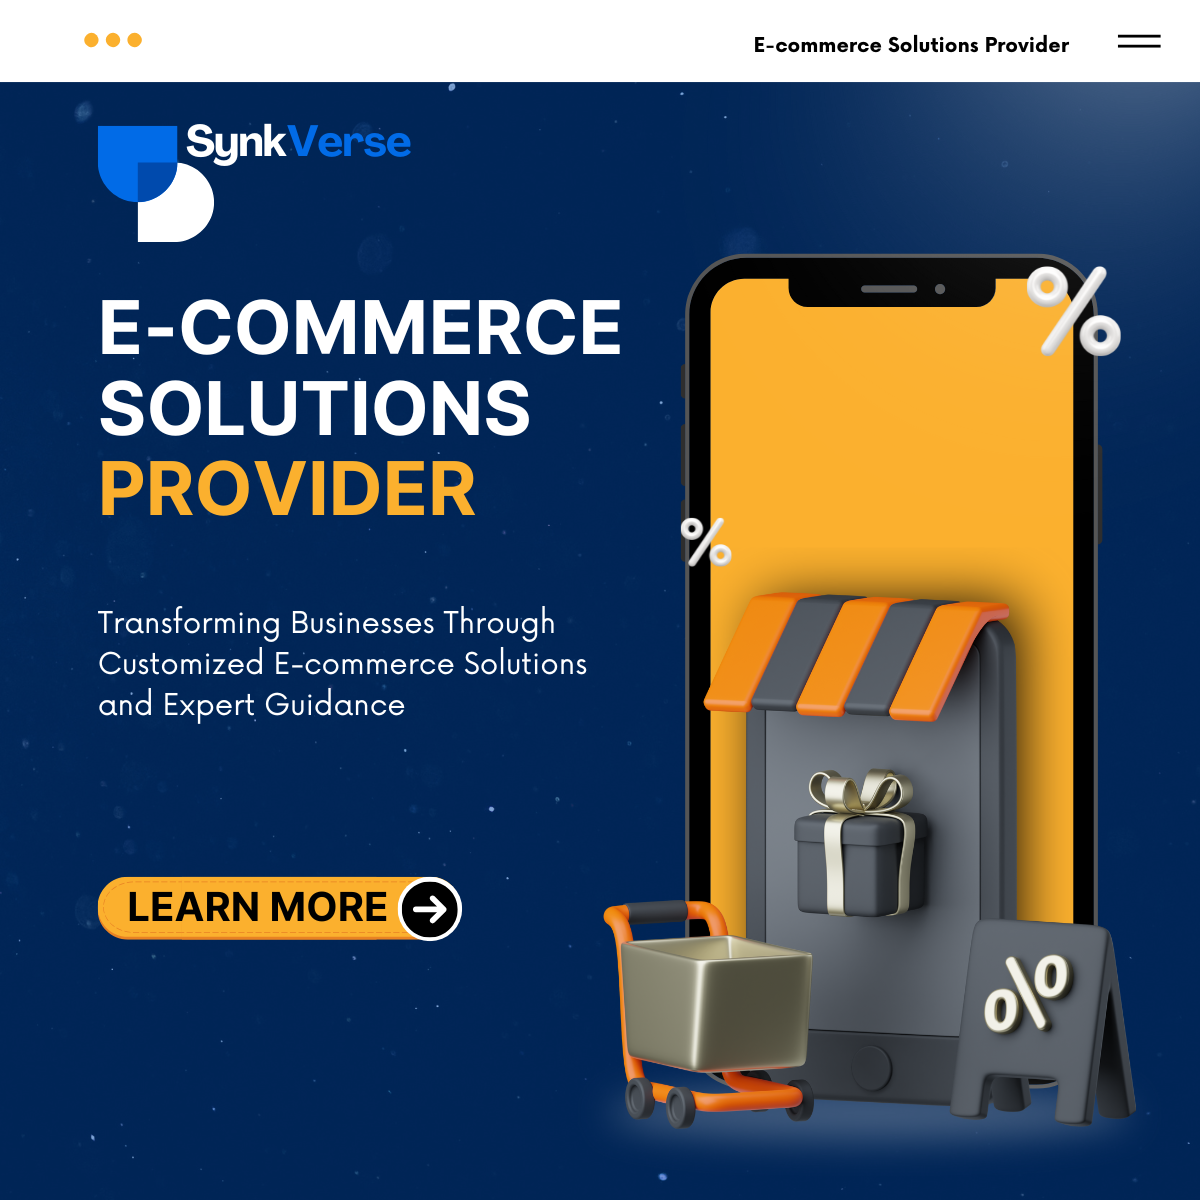 E-commerce Solutions Provider
SynkVerse
E-COMMERCE
SOLUTIONS
PROVIDER
Transforming Businesses Through
Customized E-commerce Solutions
and Expert Guidance
LEARN MORE
%
%
%